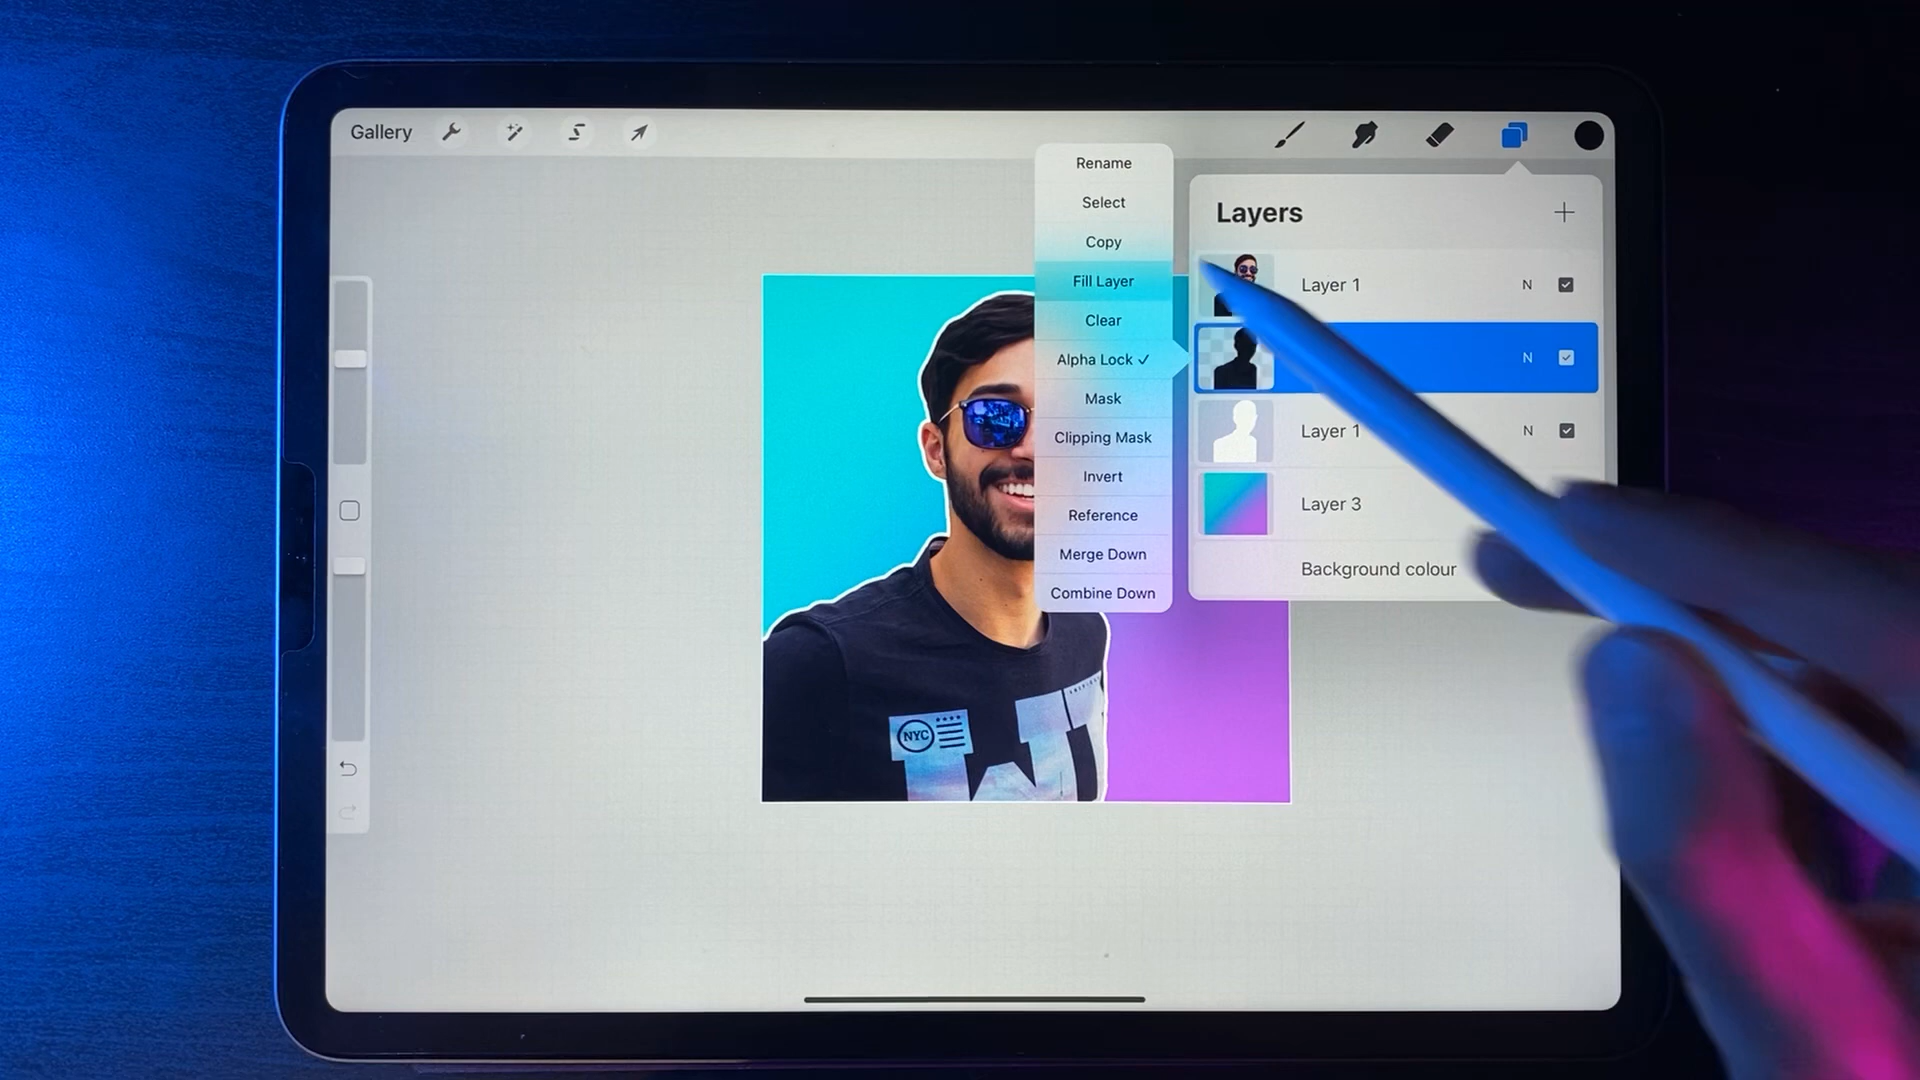 Gallery
Rename
Select
Copy
Fill Layer
Clear
Alpha Lock ✓
Mask
Clipping Mask
Invert
Reference
Merge Down
Combine Down
Layers
Layer 1
N
N
Layer 1
N
Layer 3
Background colour
NYC